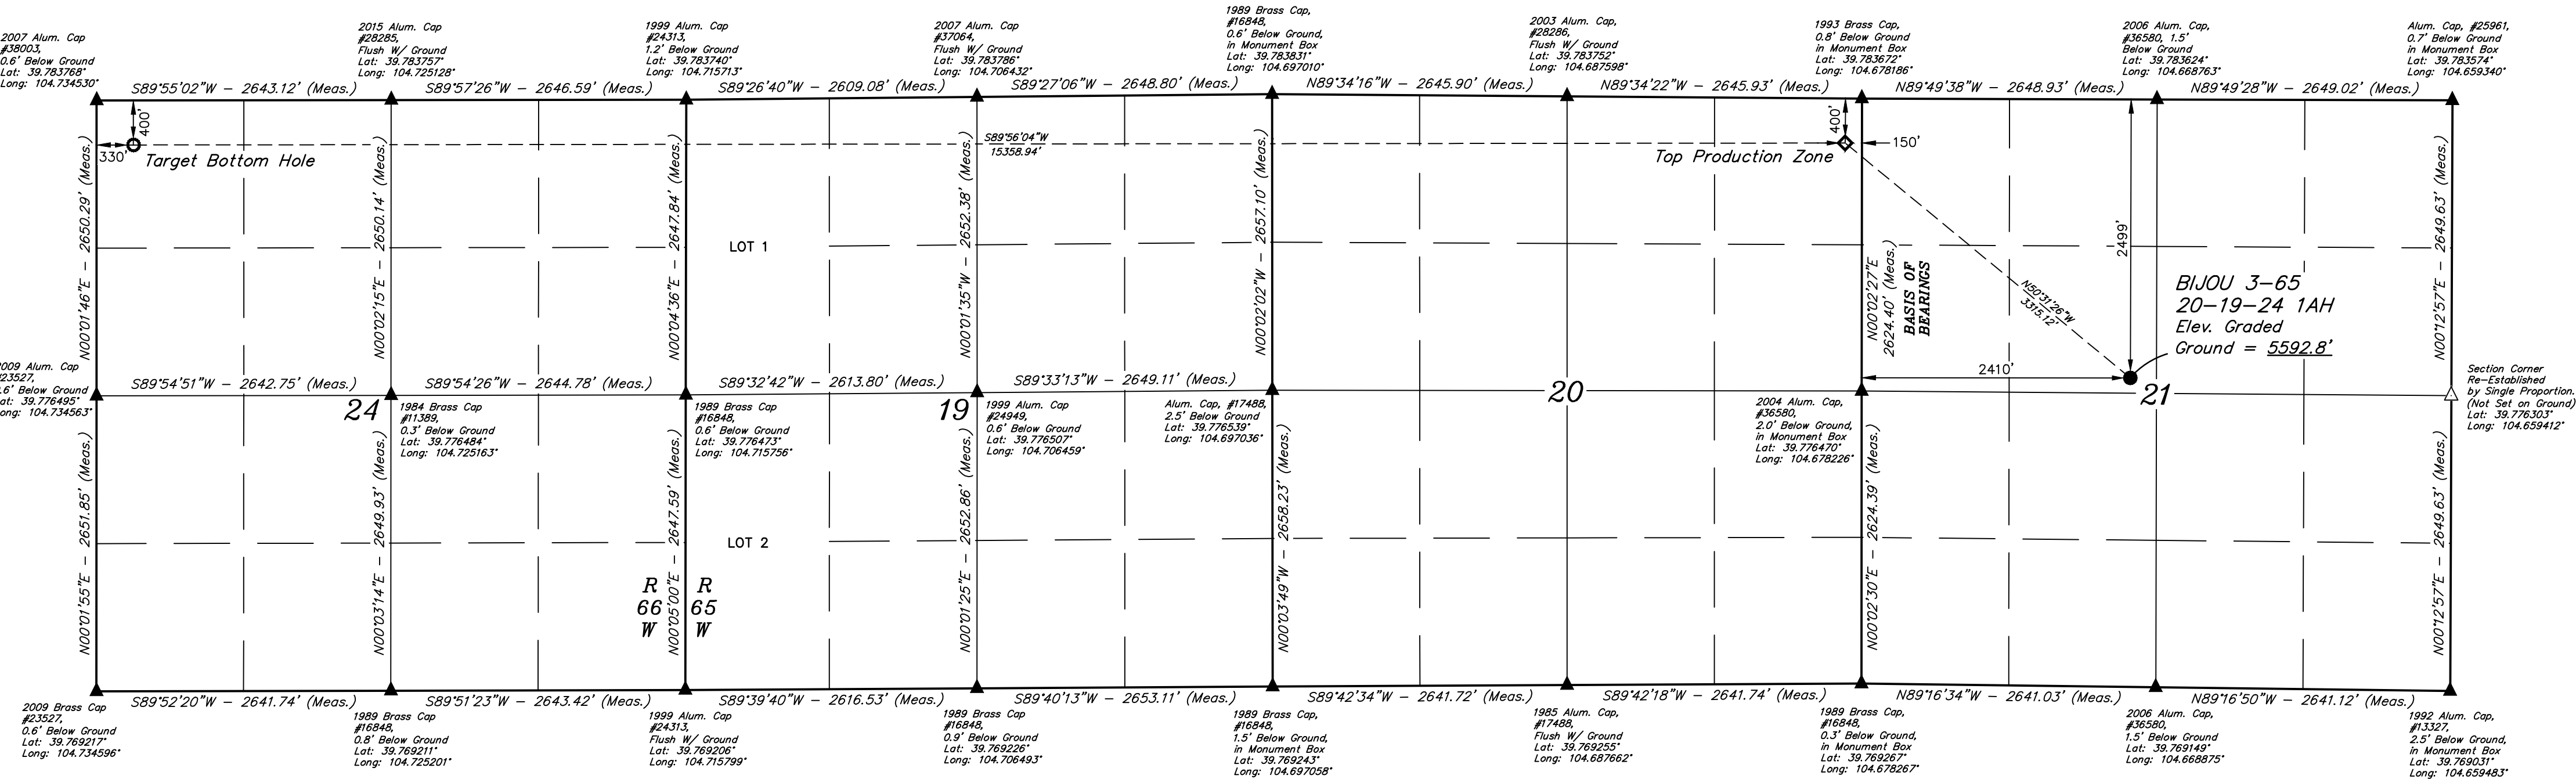 2007 Alum. Cap
#38003,
0.6' Below Ground
Lat: 39.783768°
Long: 104.734530°
2015 Alum. Cap
#28285,
Flush W/ Ground
Lat: 39.783757°
Long: 104.725128°
1999 Alum. Cap
#24313,
1.2' Below Ground
Lat: 39.783740°
Long: 104.715713°
2007 Alum. Cap
#37064,
Flush W/ Ground
Lat: 39.783786°
Long: 104.706432°
1989 Brass Cap,
#16848,
0.6' Below Ground,
in Monument Box
Lat: 39.783831°
Long: 104.697010°
2003 Alum. Cap,
#28286,
Flush W/ Ground
Lat: 39.783752°
Long: 104.687598°
1993 Brass Cap,
0.8' Below Ground
in Monument Box
Lat: 39.783672°
Long: 104.678186°
2006 Alum. Cap,
#36580, 1.5'
Below Ground
Lat: 39.783624°
Long: 104.668763°
Alum. Cap, #25961,
0.7' Below Ground
in Monument Box
Lat: 39.783574°
Long: 104.659340°
S89°55'02"W - 2643.12' (Meas.)
S89°57'26"W - 2646.59' (Meas.)
S89°26'40"W - 2609.08' (Meas.)
S89°27'06"W - 2648.80' (Meas.)
N89°34'16"W - 2645.90' (Meas.)
N89°34'22"W - 2645.93' (Meas.)
N89°49'38"W - 2648.93' (Meas.)
N89°49'28"W - 2649.02' (Meas.)
400'
330'
Target Bottom Hole
S89°56'04"W
15358.94'
400'
150'
Top Production Zone
N00°01'46"E - 2650.29' (Meas.)
N00°02'15"E - 2650.14' (Meas.)
N00°04'36"E - 2647.84' (Meas.)
N00°01'35"W - 2652.38' (Meas.)
N00°02'02"W - 2657.10' (Meas.)
N00°02'27"E
2624.40' (Meas.)
BASIS OF
BEARINGS
N00°12'57"E - 2649.63' (Meas.)
LOT 1
2499'
N50°31'26"W
3315.12'
BIJOU 3-65
20-19-24 1AH
Elev. Graded
Ground = 5592.8'
2410'
2009 Alum. Cap
#23527,
.6' Below Ground
Lat: 39.776495°
Long: 104.734563°
S89°54'51"W - 2642.75' (Meas.)
S89°54'26"W - 2644.78' (Meas.)
S89°32'42"W - 2613.80' (Meas.)
S89°33'13"W - 2649.11' (Meas.)
24
19
20
21
1984 Brass Cap
#11389,
0.3' Below Ground
Lat: 39.776484°
Long: 104.725163°
1989 Brass Cap
#16848,
0.6' Below Ground
Lat: 39.776473°
Long: 104.715756°
1999 Alum. Cap
#24949,
0.6' Below Ground
Lat: 39.776507°
Long: 104.706459°
Alum. Cap, #17488,
2.5' Below Ground
Lat: 39.776539°
Long: 104.697036°
2004 Alum. Cap,
#36580,
2.0' Below Ground,
in Monument Box
Lat: 39.776470°
Long: 104.678226°
Section Corner
Re-Established
by Single Proportion.
(Not Set on Ground)
Lat: 39.776303°
Long: 104.659412°
N00°01'55"E - 2651.85' (Meas.)
N00°03'14"E - 2649.93' (Meas.)
N00°05'00"E - 2647.59' (Meas.)
N00°01'25"E - 2652.86' (Meas.)
N00°03'49"W - 2658.23' (Meas.)
N00°02'30"E - 2624.39' (Meas.)
N00°12'57"E - 2649.63' (Meas.)
LOT 2
R
66
W
R
65
W
S89°52'20"W - 2641.74' (Meas.)
S89°51'23"W - 2643.42' (Meas.)
S89°39'40"W - 2616.53' (Meas.)
S89°40'13"W - 2653.11' (Meas.)
S89°42'34"W - 2641.72' (Meas.)
S89°42'18"W - 2641.74' (Meas.)
N89°16'34"W - 2641.03' (Meas.)
N89°16'50"W - 2641.12' (Meas.)
2009 Brass Cap
#23527,
0.6' Below Ground
Lat: 39.769217°
Long: 104.734596°
1989 Brass Cap
#16848,
0.8' Below Ground
Lat: 39.769211°
Long: 104.725201°
1999 Alum. Cap
#24313,
Flush W/ Ground
Lat: 39.769206°
Long: 104.715799°
1989 Brass Cap
#16848,
0.9' Below Ground
Lat: 39.769226°
Long: 104.706493°
1989 Brass Cap,
#16848,
1.5' Below Ground,
in Monument Box
Lat: 39.769243°
Long: 104.697058°
1985 Alum. Cap,
#17488,
Flush W/ Ground
Lat: 39.769255°
Long: 104.687662°
1989 Brass Cap,
#16848,
0.3' Below Ground,
in Monument Box
Lat: 39.769267°
Long: 104.678267°
2006 Alum. Cap,
#36580,
1.5' Below Ground
Lat: 39.769149°
Long: 104.668875°
1992 Alum. Cap,
#13327,
2.5' Below Ground,
in Monument Box
Lat: 39.769031°
Long: 104.659483°